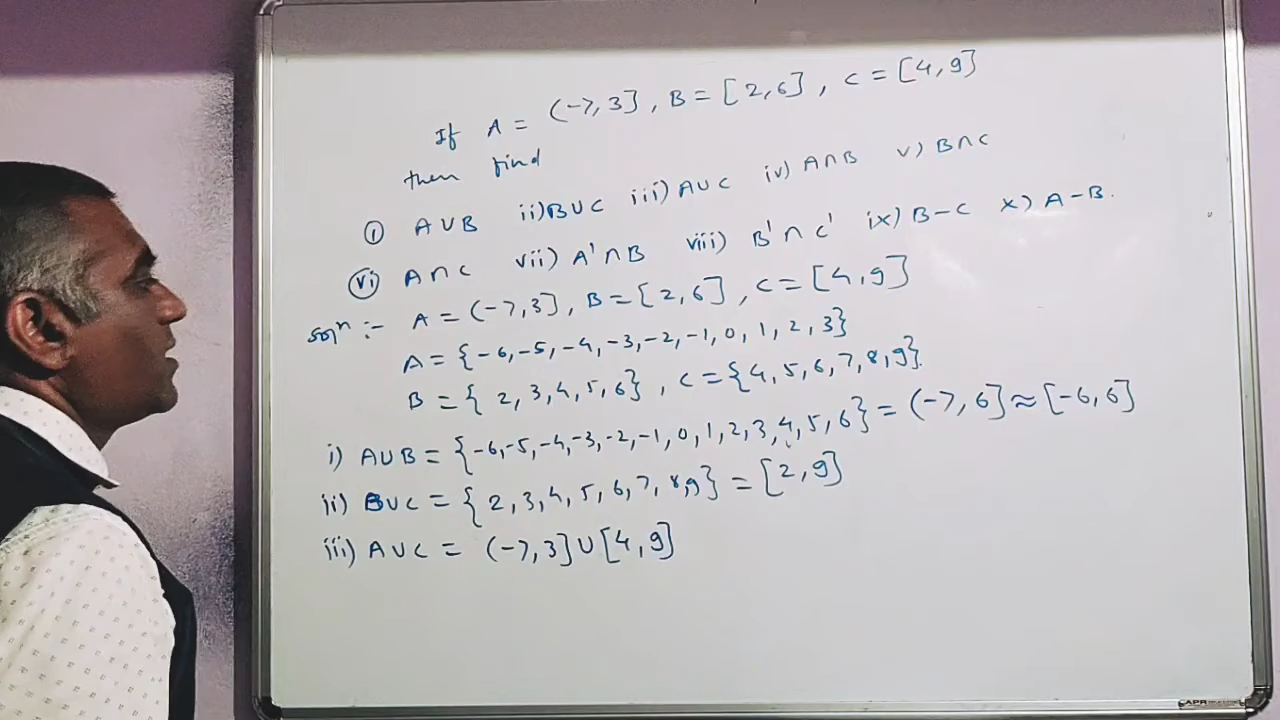 If A = (-7,3], B = [2,6], C = [4,9]
then find
① A∪B ii) B∪C iii) A∪C iv) A∩B v) B∩C
(vi) A∩C vii) A'∩B viii) B'∩C' ix) B-C x) A-B.
Solⁿ :- A = (-7,3], B = [2,6], C = [4,9]
A = {-6,-5,-4,-3,-2,-1,0,1,2,3}
B = {2,3,4,5,6}, C = {4,5,6,7,8,9}.
i) A∪B = {-6,-5,-4,-3,-2,-1,0,1,2,3,4,5,6} = (-7,6] ≈ [-6,6]
ii) B∪C = {2,3,4,5,6,7,8,9} = [2,9]
iii) A∪C = (-7,3]∪[4,9]